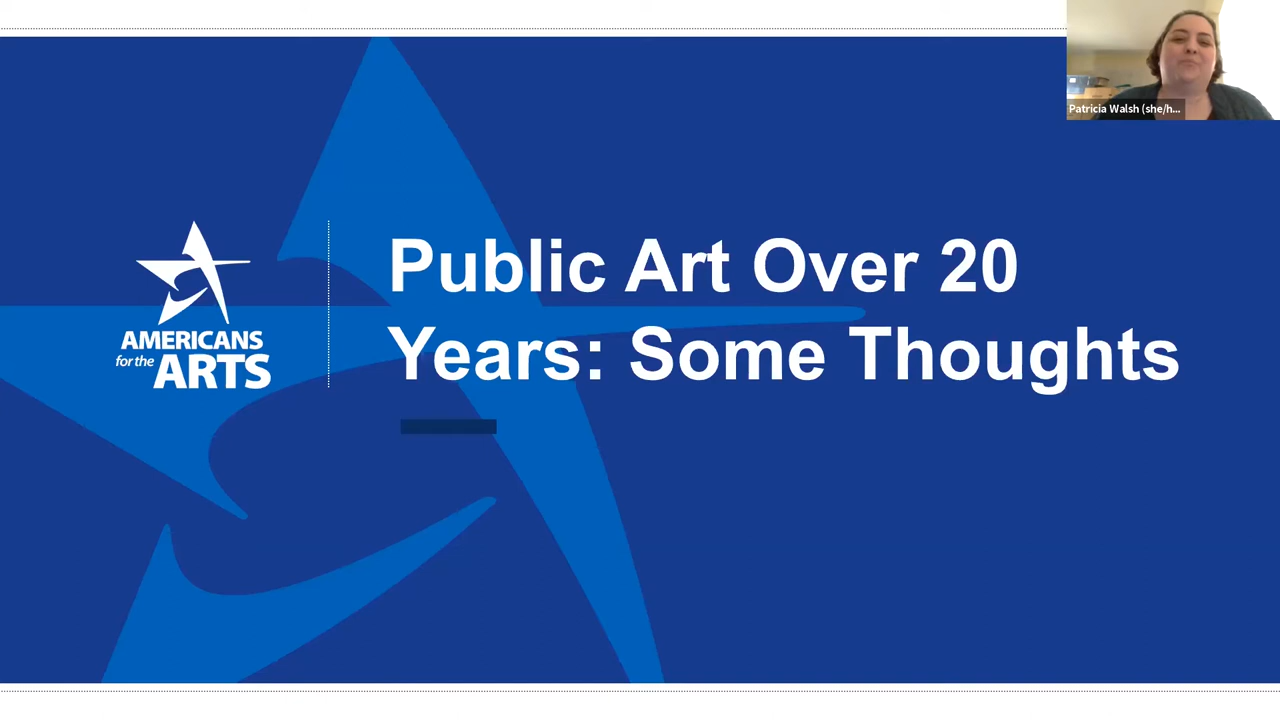 Patricia Walsh (she/h...
Public Art Over 20
Years: Some Thoughts
AMERICANS
for the
ARTS